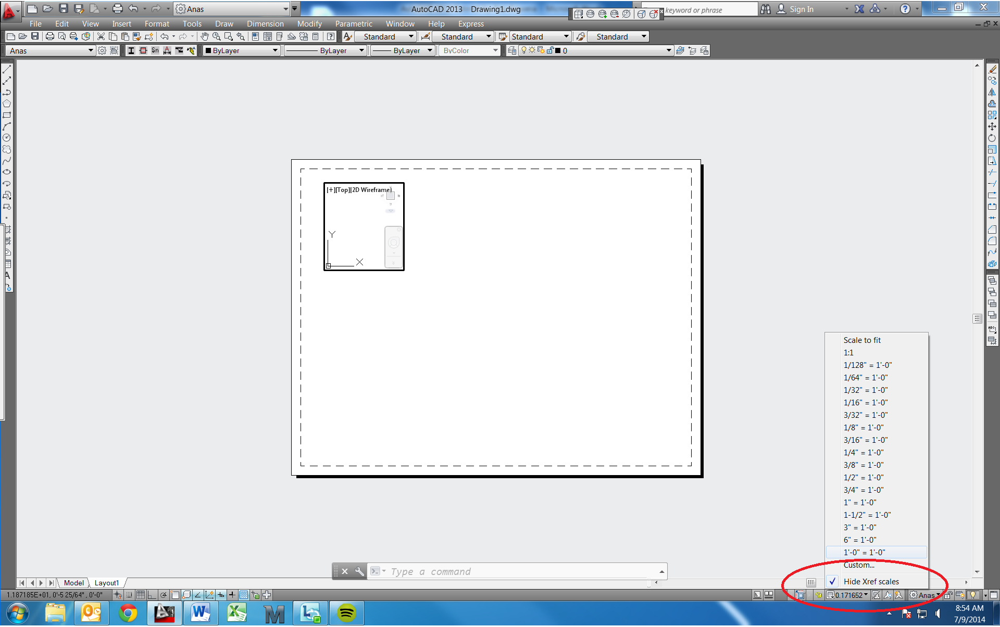 Anas
AutoCAD 2013 Drawing1.dwg
keyword or phrase
Sign In
File Edit View Insert Format Tools Draw Dimension Modify Parametric Window Help Express
Standard Standard Standard Standard
Anas ByLayer ByLayer ByLayer ByColor 0
[+][Top][2D Wireframe]
Y
X
Scale to fit
1:1
1/128" = 1'-0"
1/64" = 1'-0"
1/32" = 1'-0"
1/16" = 1'-0"
3/32" = 1'-0"
1/8" = 1'-0"
3/16" = 1'-0"
1/4" = 1'-0"
3/8" = 1'-0"
1/2" = 1'-0"
3/4" = 1'-0"
1" = 1'-0"
1-1/2" = 1'-0"
3" = 1'-0"
6" = 1'-0"
1'-0" = 1'-0"
Custom...
Hide Xref scales
Type a command
Model Layout1
1.187185E+01, 0'-5 25/64" , 0'-0" 0.171652 Anas
8:54 AM
7/9/2014